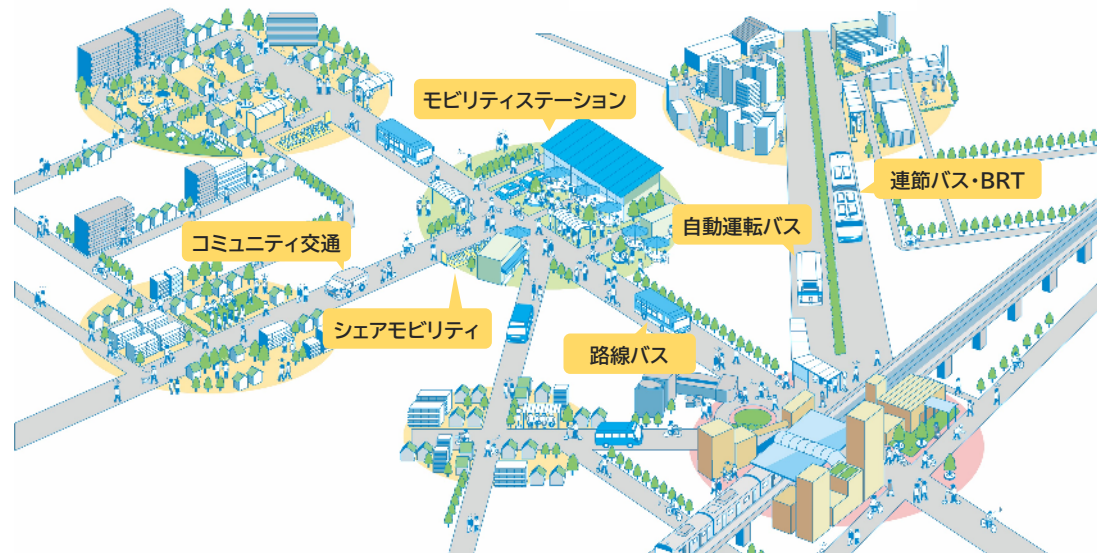 モビリティステーション
連節バス・BRT
自動運転バス
コミュニティ交通
シェアモビリティ
路線バス